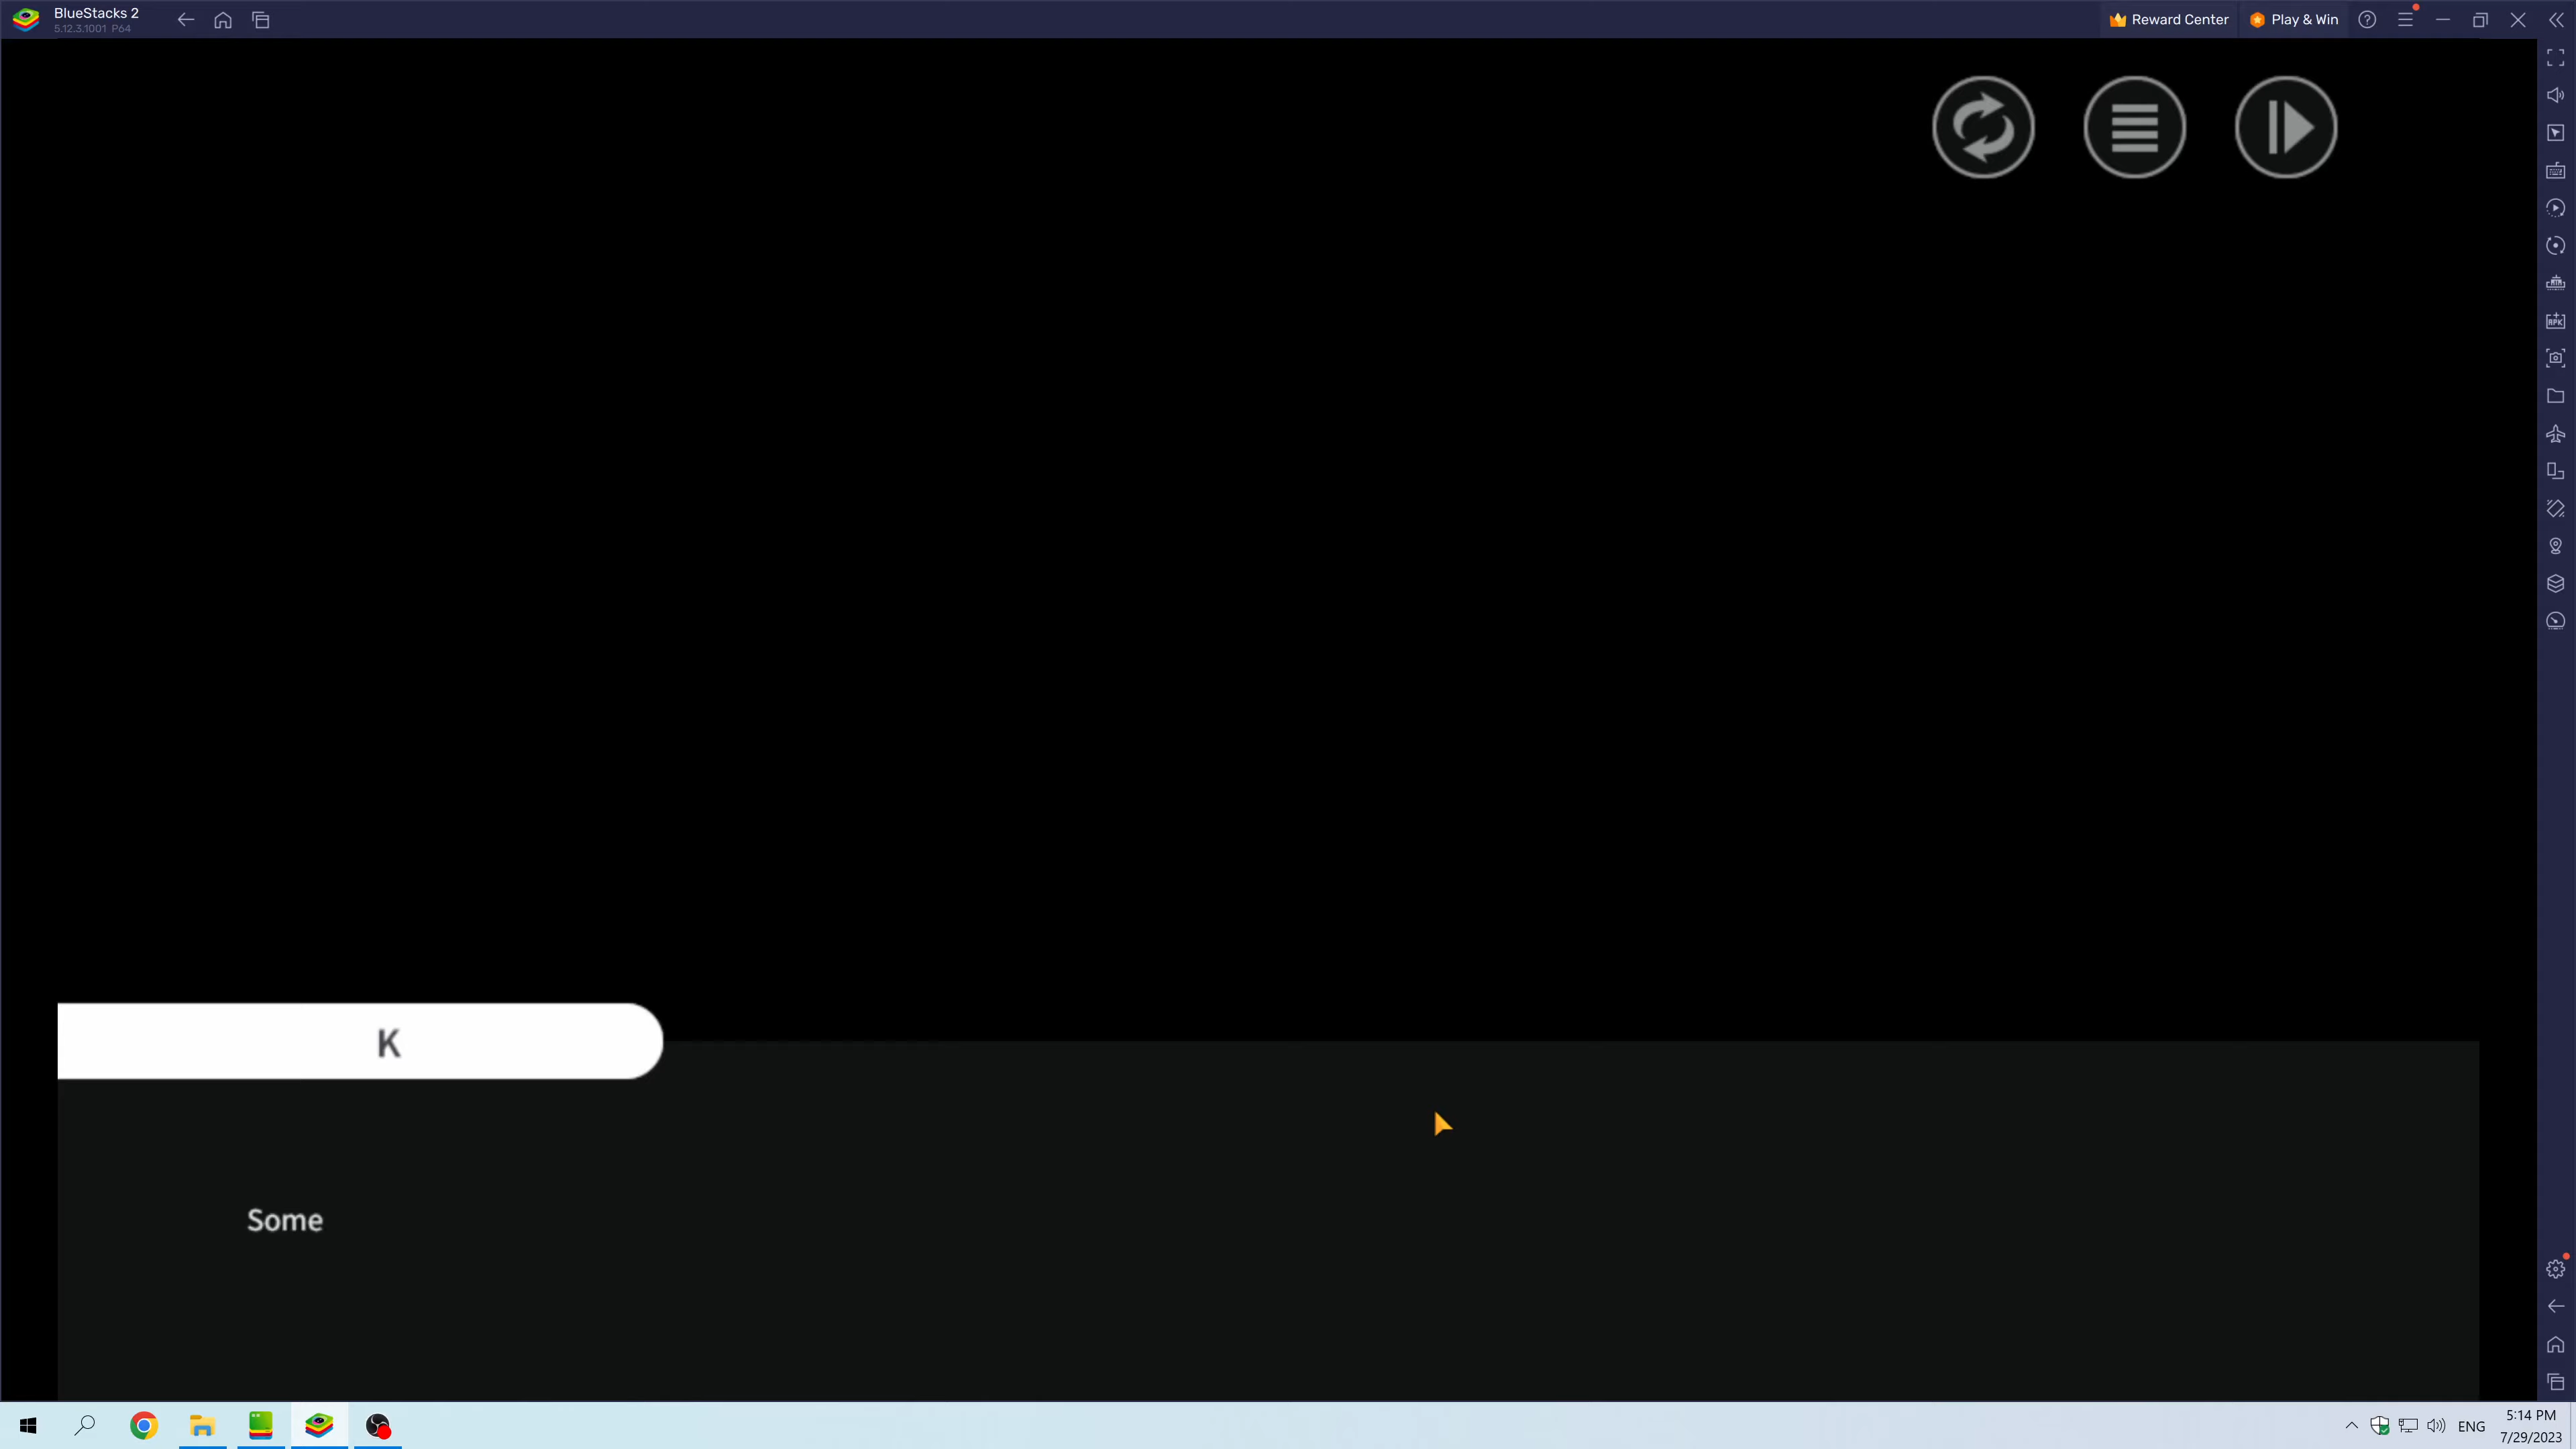 BlueStacks 2
5.12.3.1001 P64
Reward Center
Play & Win
K
Some
ENG
5:14 PM
7/29/2023